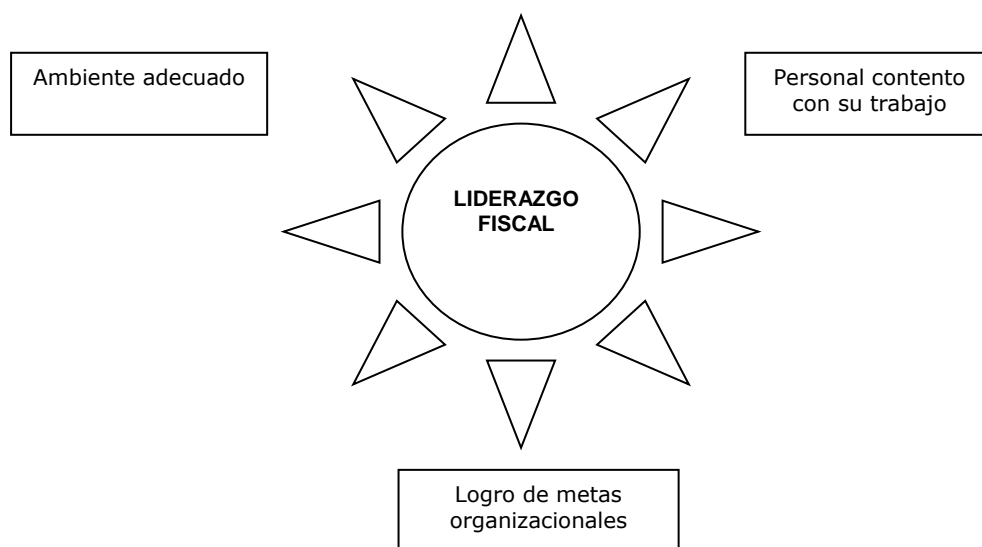 Ambiente adecuado
Personal contento
con su trabajo
LIDERAZGO
FISCAL
Logro de metas
organizacionales